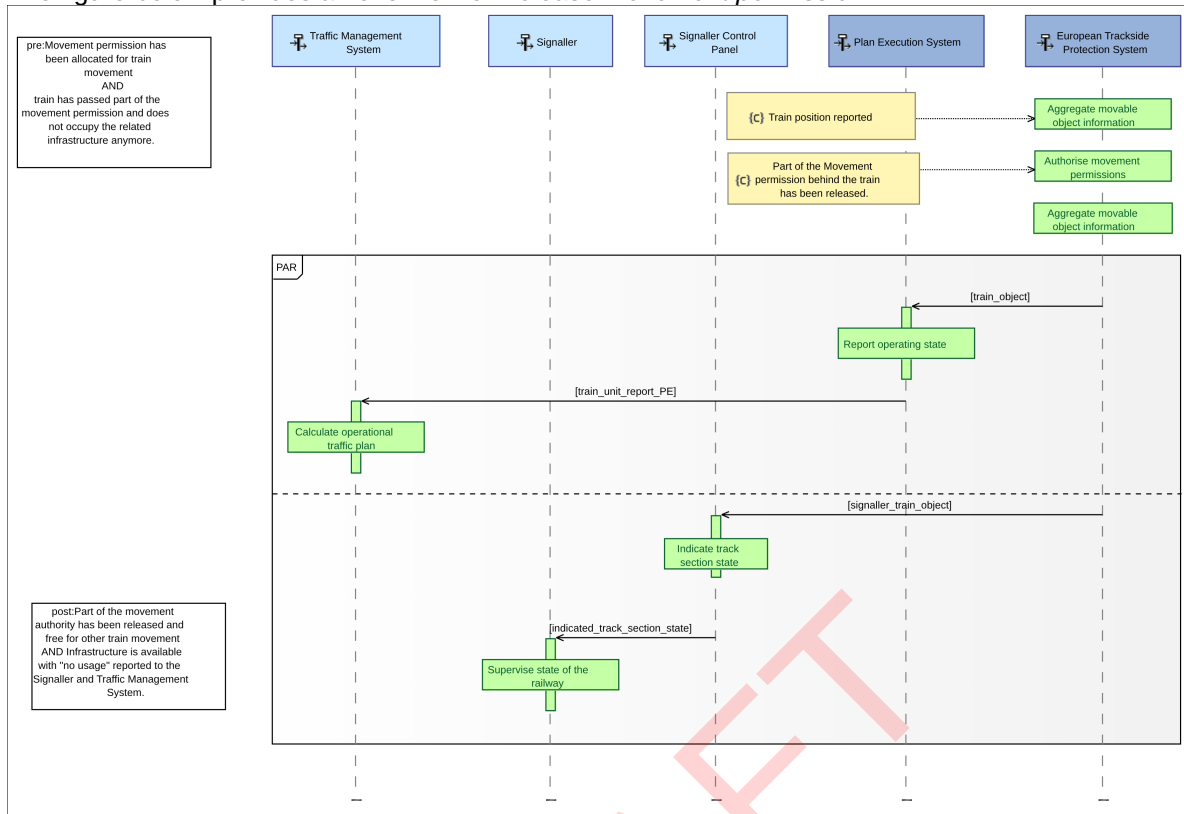 Traffic Management
System
Signaller
Signaller Control
Panel
Plan Execution System
European Trackside
Protection System
pre:Movement permission has
been allocated for train
movement
AND
train has passed part of the
movement permission and does
not occupy the related
infrastructure anymore.
{C} Train position reported
Aggregate movable
object information
{C} Part of the Movement
permission behind the train
has been released.
Authorise movement
permissions
Aggregate movable
object information
PAR
[train_object]
Report operating state
[train_unit_report_PE]
Calculate operational
traffic plan
[signaller_train_object]
Indicate track
section state
post:Part of the movement
authority has been released and
free for other train movement
AND Infrastructure is available
with "no usage" reported to the
Signaller and Traffic Management
System.
[indicated_track_section_state]
Supervise state of the
railway
FT